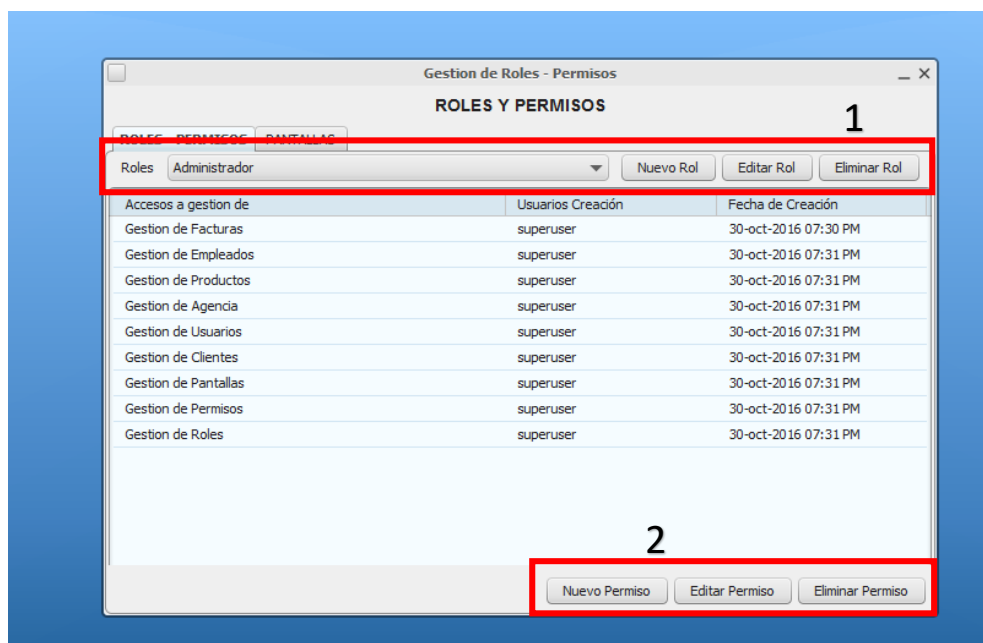 Gestion de Roles - Permisos
ROLES Y PERMISOS
1
ROLES - PERMISOS PANTALLAS
Roles Administrador Nuevo Rol Editar Rol Eliminar Rol
Accesos a gestion de Usuarios Creación Fecha de Creación
Gestion de Facturas superuser 30-oct-2016 07:30 PM
Gestion de Empleados superuser 30-oct-2016 07:31 PM
Gestion de Productos superuser 30-oct-2016 07:31 PM
Gestion de Agencia superuser 30-oct-2016 07:31 PM
Gestion de Usuarios superuser 30-oct-2016 07:31 PM
Gestion de Clientes superuser 30-oct-2016 07:31 PM
Gestion de Pantallas superuser 30-oct-2016 07:31 PM
Gestion de Permisos superuser 30-oct-2016 07:31 PM
Gestion de Roles superuser 30-oct-2016 07:31 PM
2
Nuevo Permiso Editar Permiso Eliminar Permiso